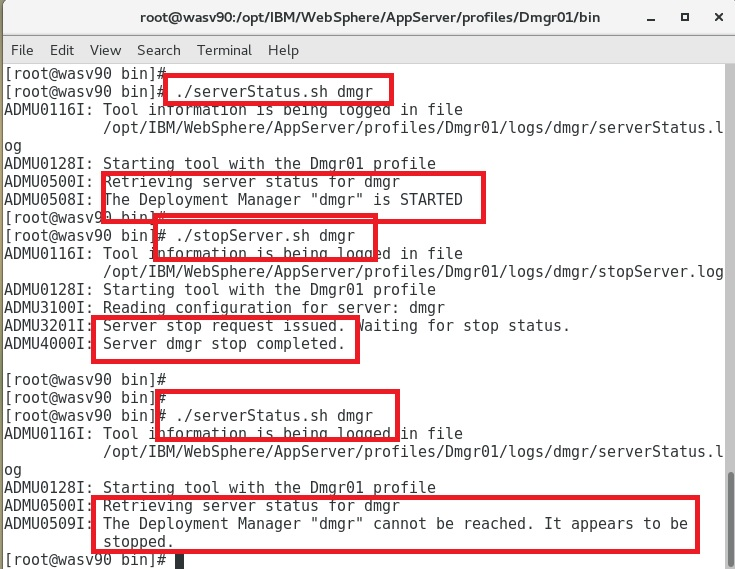 root@wasv90:/opt/IBM/WebSphere/AppServer/profiles/Dmgr01/bin
File Edit View Search Terminal Help
[root@wasv90 bin]#
[root@wasv90 bin]# ./serverStatus.sh dmgr
ADMU0116I: Tool information is being logged in file
/opt/IBM/WebSphere/AppServer/profiles/Dmgr01/logs/dmgr/serverStatus.l
og
ADMU0128I: Starting tool with the Dmgr01 profile
ADMU0500I: Retrieving server status for dmgr
ADMU0508I: The Deployment Manager "dmgr" is STARTED
[root@wasv90 bin]#
[root@wasv90 bin]# ./stopServer.sh dmgr
ADMU0116I: Tool information is being logged in file
/opt/IBM/WebSphere/AppServer/profiles/Dmgr01/logs/dmgr/stopServer.log
ADMU0128I: Starting tool with the Dmgr01 profile
ADMU3100I: Reading configuration for server: dmgr
ADMU3201I: Server stop request issued. Waiting for stop status.
ADMU4000I: Server dmgr stop completed.
[root@wasv90 bin]#
[root@wasv90 bin]#
[root@wasv90 bin]# ./serverStatus.sh dmgr
ADMU0116I: Tool information is being logged in file
/opt/IBM/WebSphere/AppServer/profiles/Dmgr01/logs/dmgr/serverStatus.l
og
ADMU0128I: Starting tool with the Dmgr01 profile
ADMU0500I: Retrieving server status for dmgr
ADMU0509I: The Deployment Manager "dmgr" cannot be reached. It appears to be
stopped.
[root@wasv90 bin]#